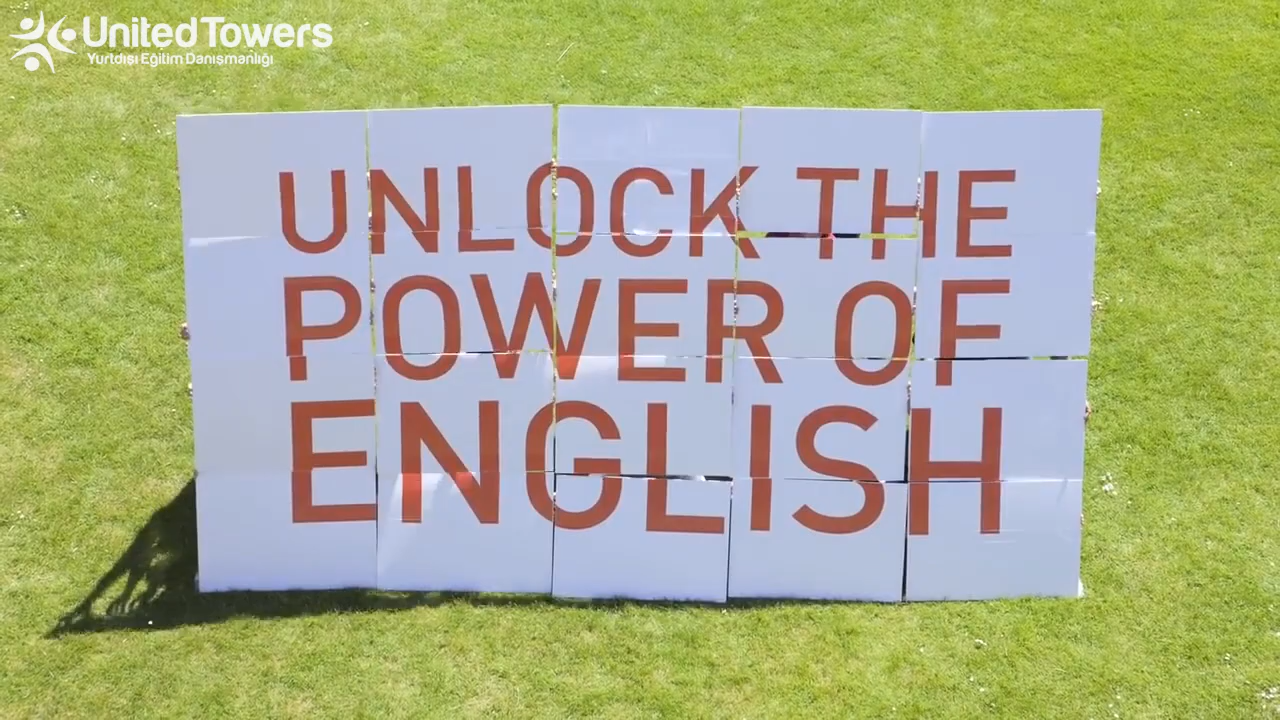 United Towers
Yurtdışı Eğitim Danışmanlığı
UNLOCK THE
POWER OF
ENGLISH